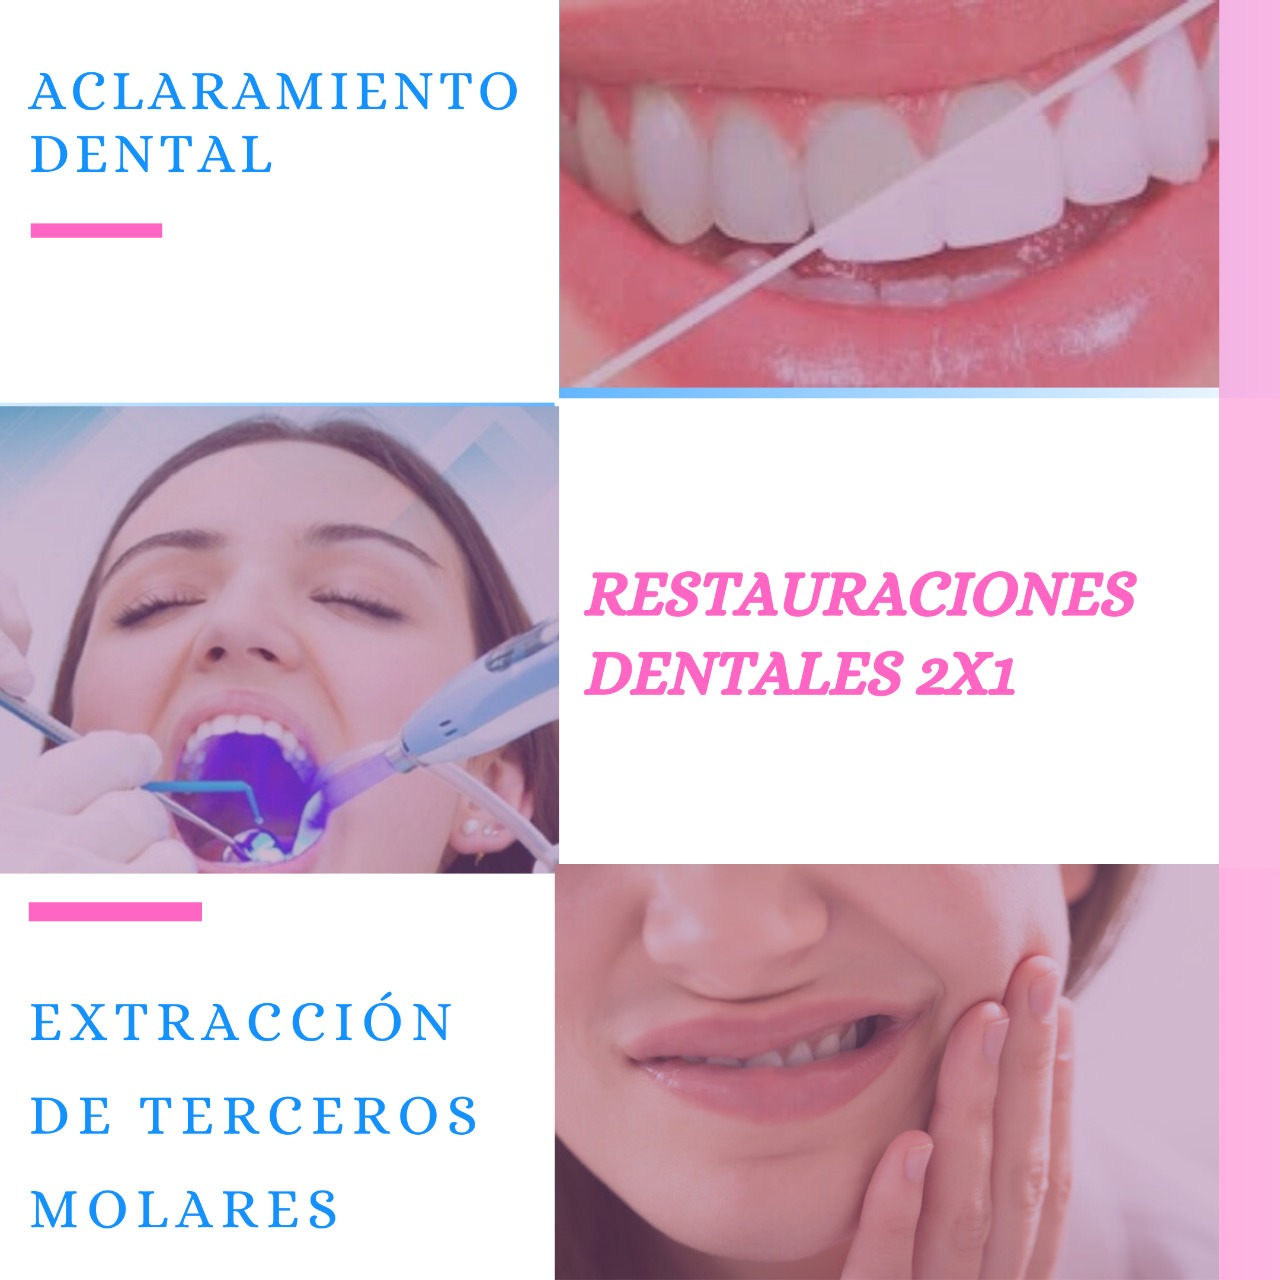 ACLARAMIENTO
DENTAL
RESTAURACIONES
DENTALES 2X1
EXTRACCIÓN
DE TERCEROS
MOLARES